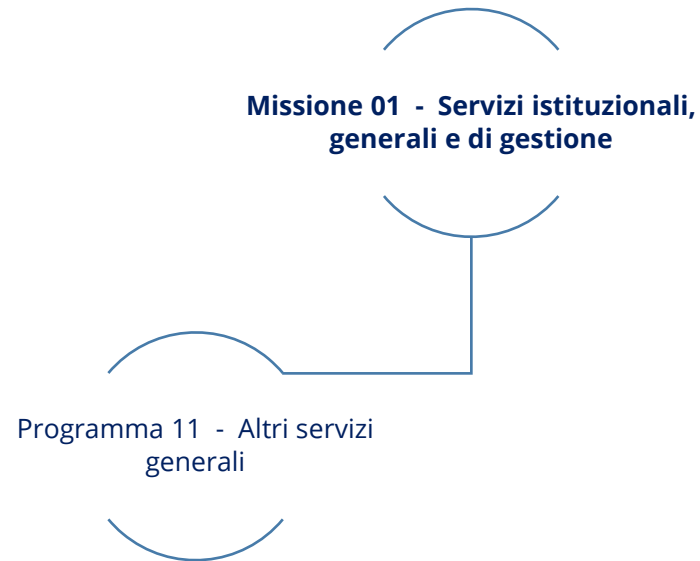 Missione 01 - Servizi istituzionali,
generali e di gestione
Programma 11 - Altri servizi
generali